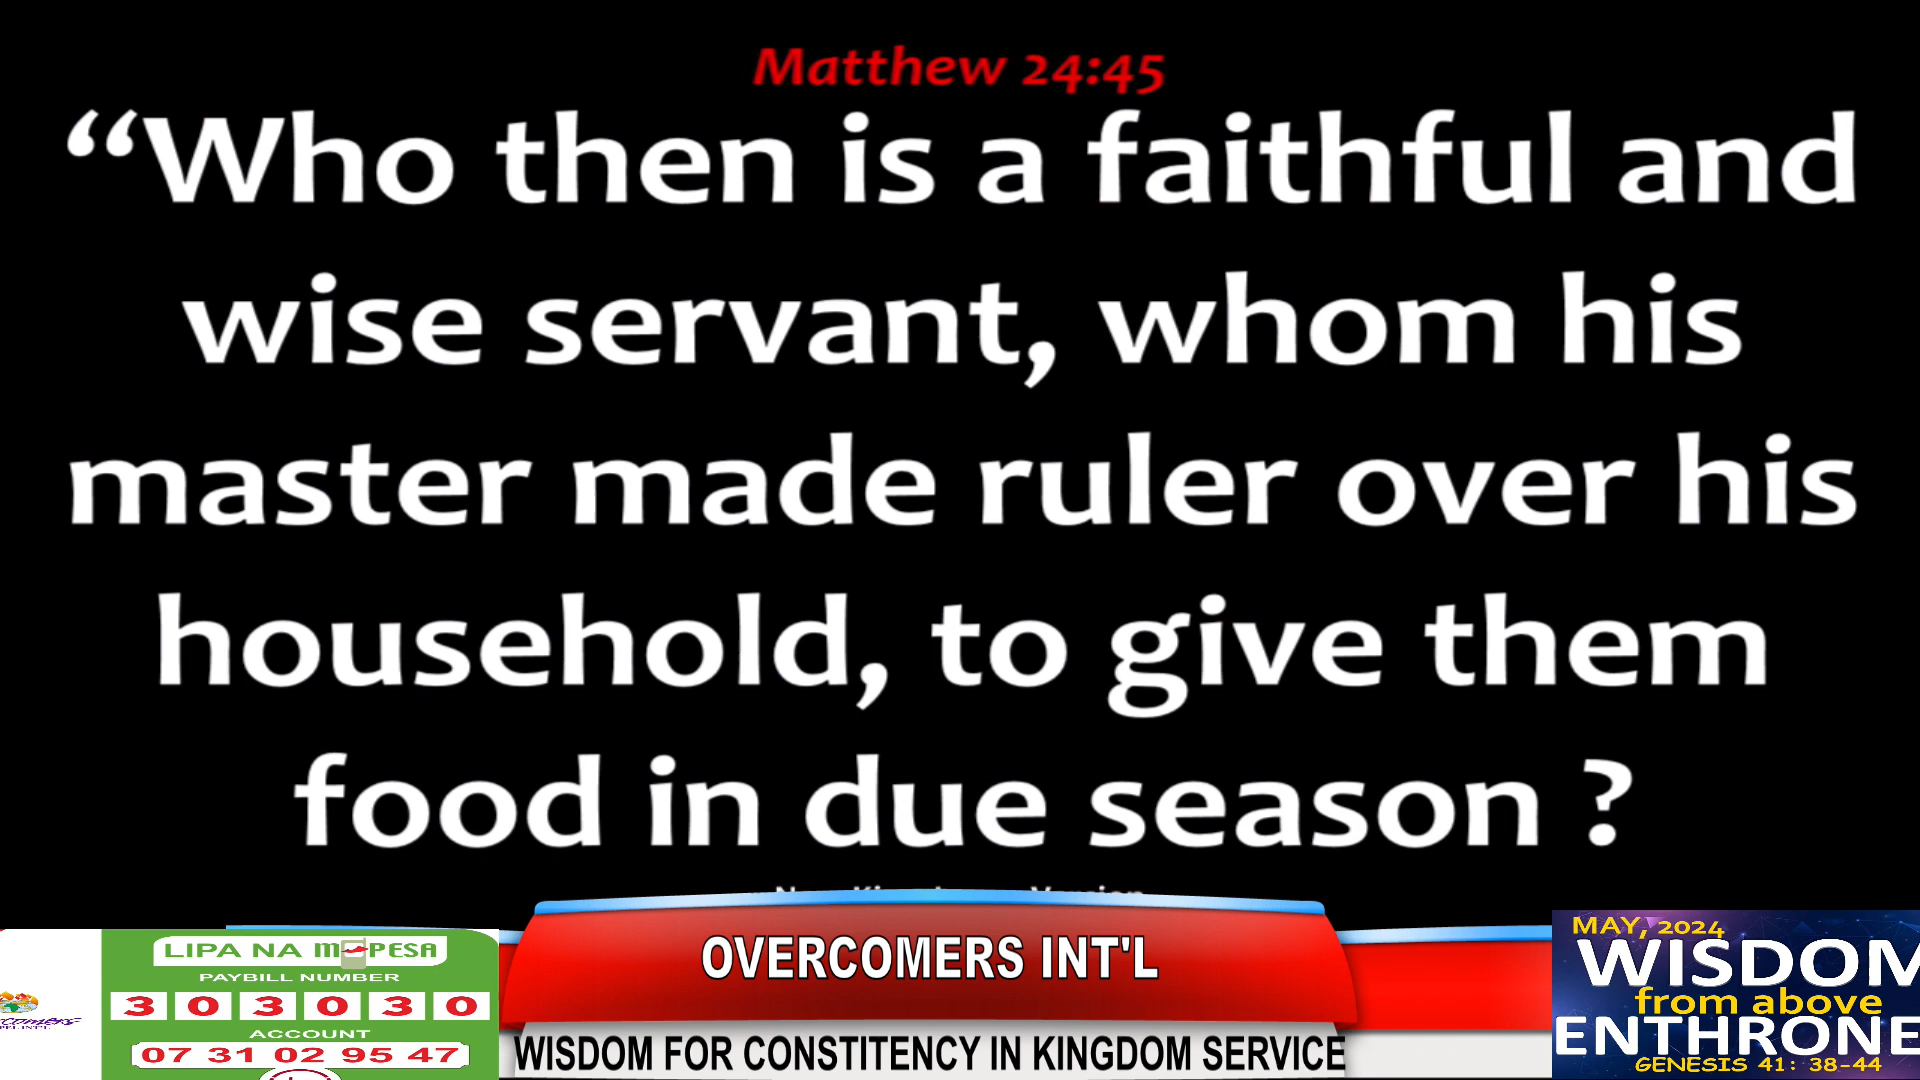 Matthew 24:45
“Who then is a faithful and
wise servant, whom his
master made ruler over his
household, to give them
food in due season ?
OVERCOMERS INT'L
WISDOM FOR CONSTITENCY IN KINGDOM SERVICE
LIPA NA M-PESA
PAYBILL NUMBER
3 0 3 0 3 0
ACCOUNT
07 31 02 95 47
MAY, 2024
WISDOM
from above
ENTHRONE
GENESIS 41: 38-44